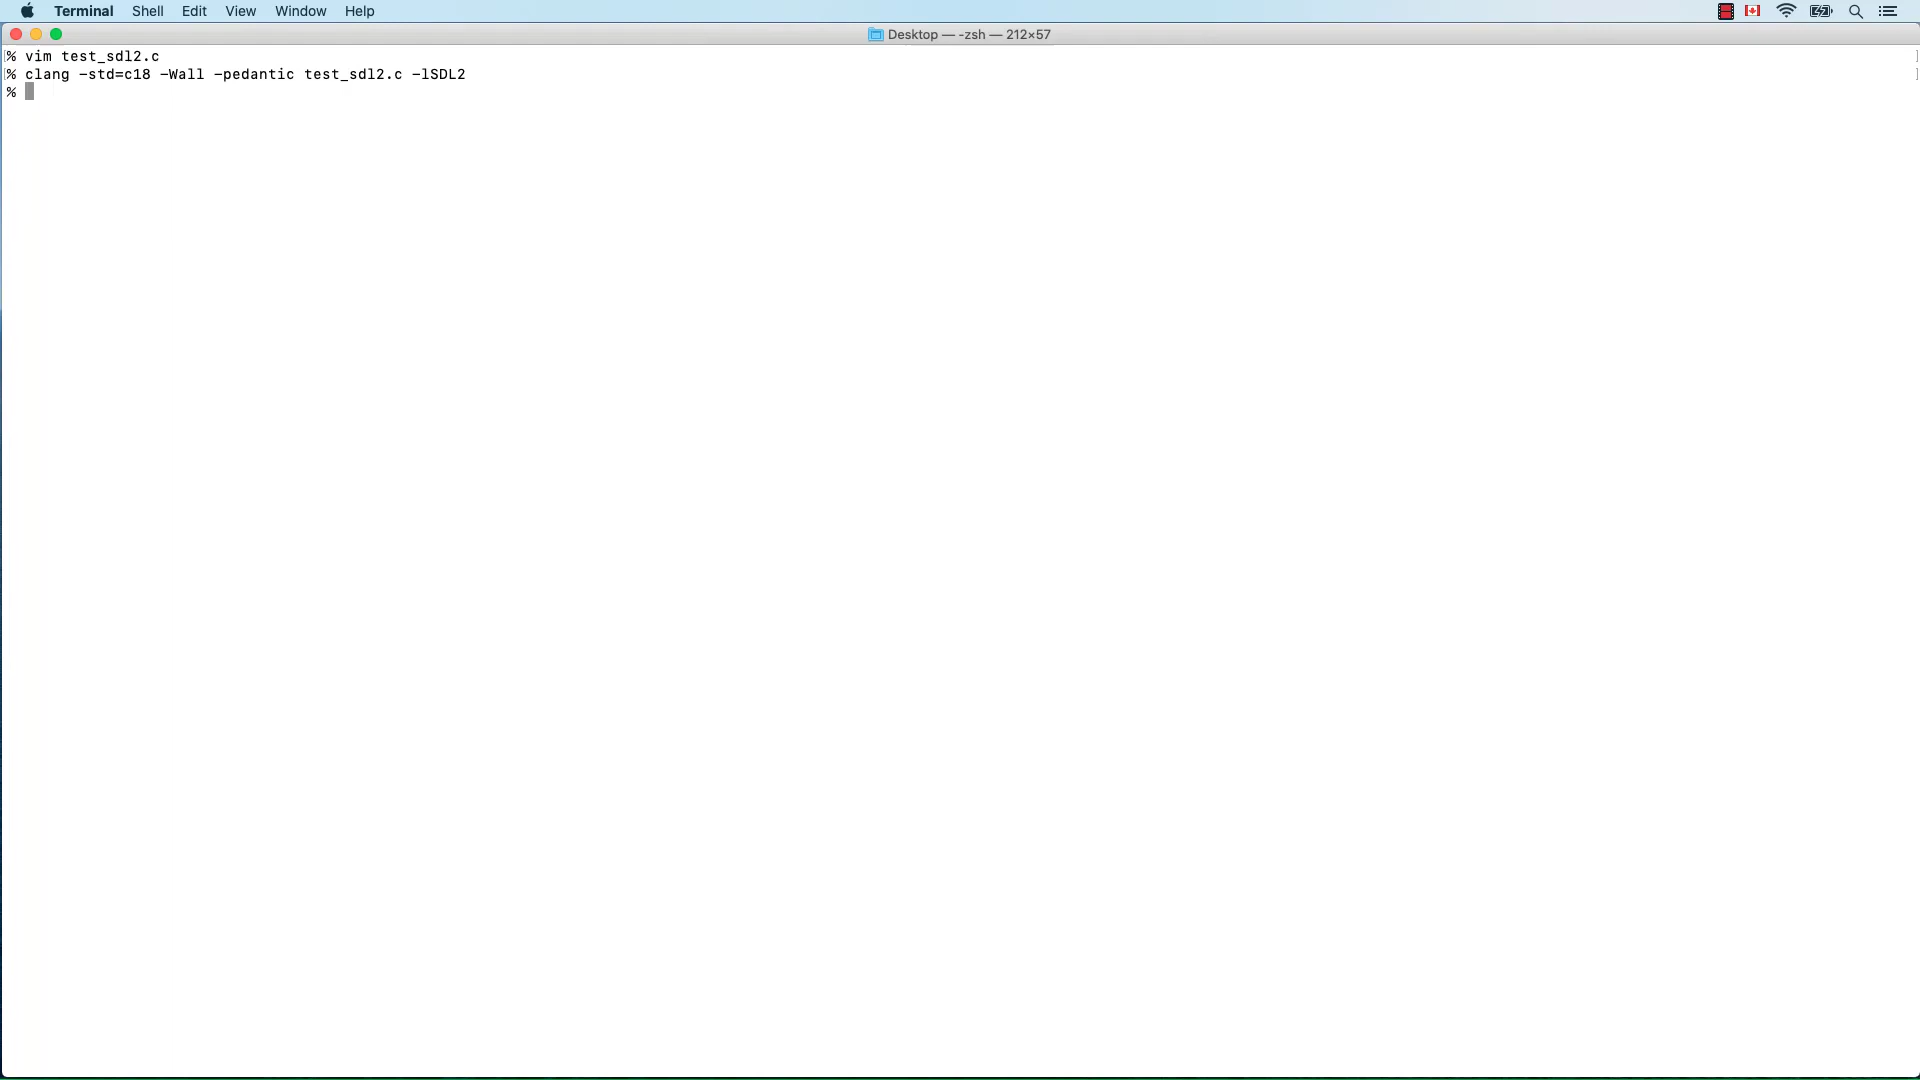 Terminal Shell Edit View Window Help
Desktop — -zsh — 212×57
% vim test_sdl2.c
% clang -std=c18 -Wall -pedantic test_sdl2.c -lSDL2
%